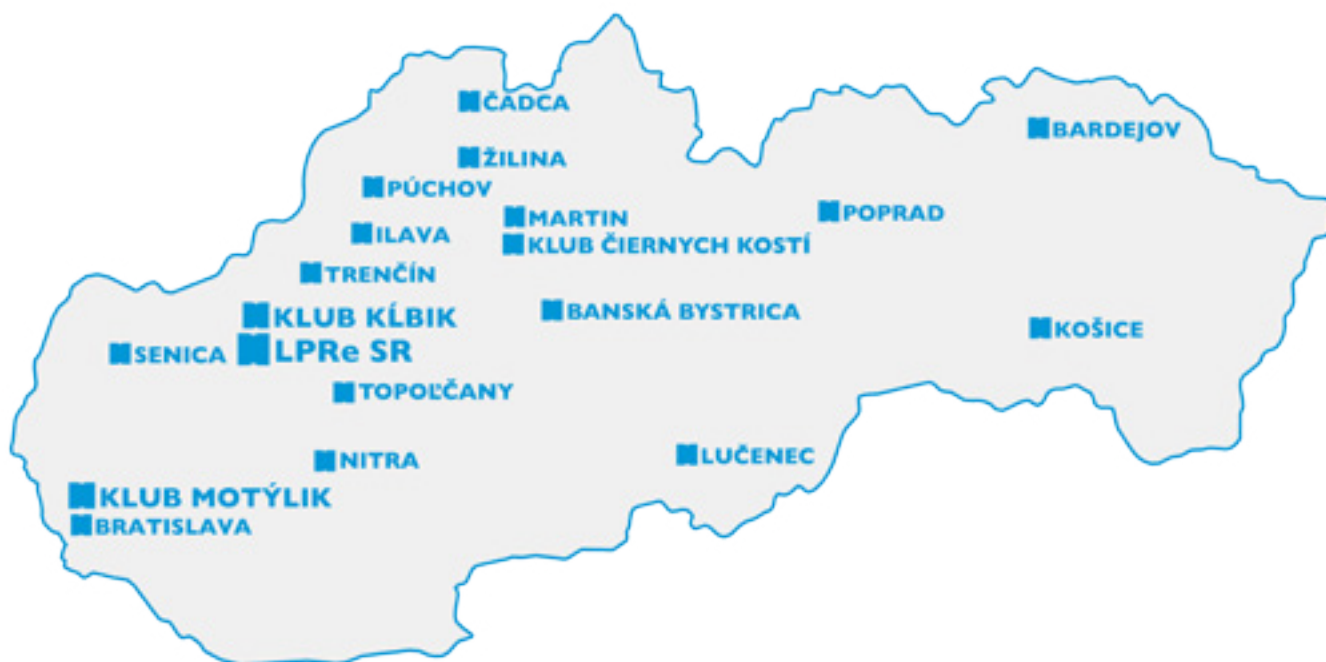 ČADCA
BARDEJOV
ŽILINA
PÚCHOV
MARTIN
POPRAD
ILAVA
KLUB ČIERNYCH KOSTÍ
TRENČÍN
BANSKÁ BYSTRICA
KLUB KĹBIK
KOŠICE
SENICA
LPRe SR
TOPOĽČANY
LUČENEC
NITRA
KLUB MOTÝLIK
BRATISLAVA